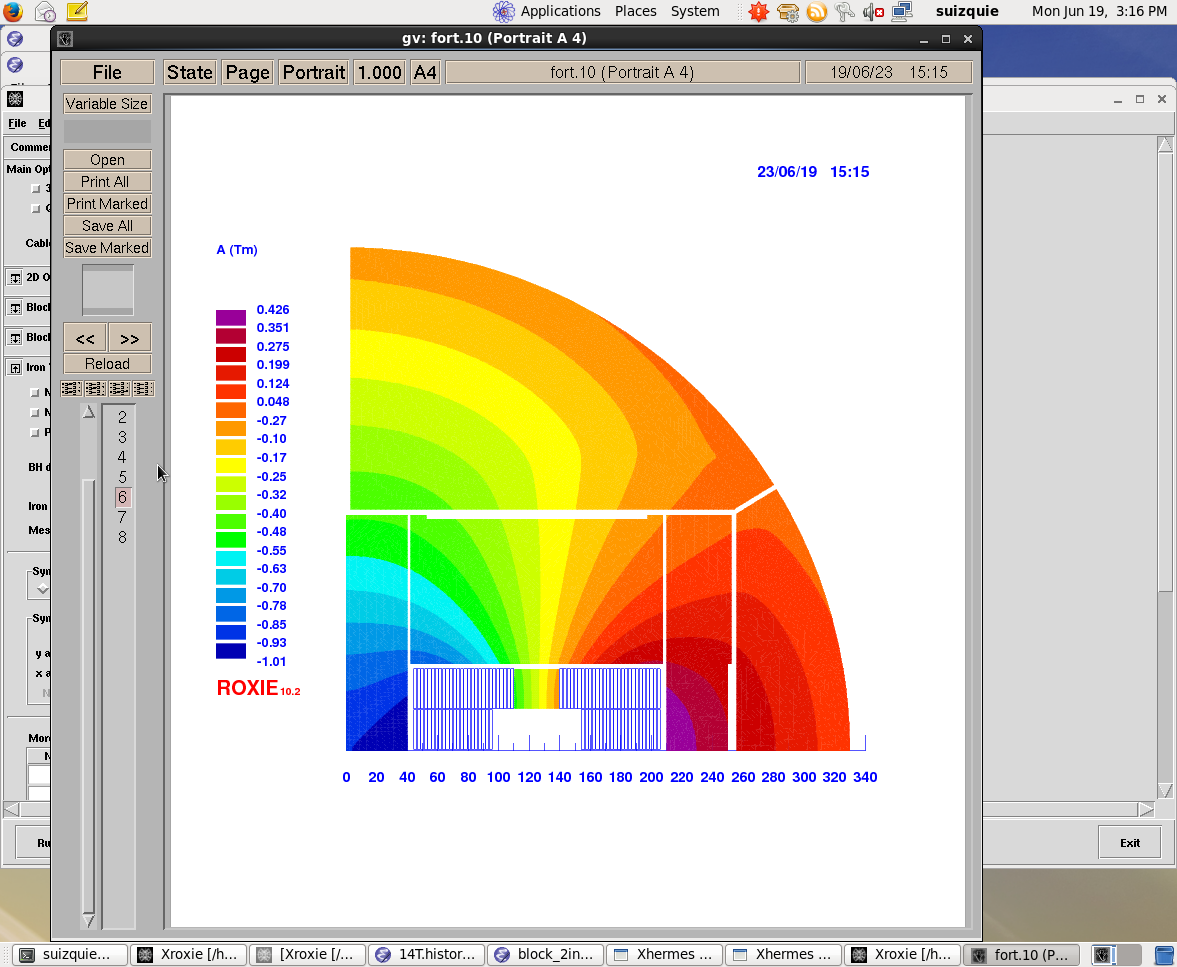 Applications Places System suizquie Mon Jun 19, 3:16 PM
gv: fort.10 (Portrait A 4)
File State Page Portrait 1.000 A4 fort.10 (Portrait A 4) 19/06/23 15:15
Variable Size
Open
Print All
Print Marked
Save All
Save Marked
<< >>
Reload
2
3
4
5
6
7
8
File Ed
Comme
Main Opt
3
Cable
2D O
Block
Block
Iron
N
N
P
BH d
Iron
Mes
Sym
Sym
y a
x a
N
More
N
Ru
Exit
23/06/19 15:15
A (Tm)
0.426
0.351
0.275
0.199
0.124
0.048
-0.27
-0.10
-0.17
-0.25
-0.32
-0.40
-0.48
-0.55
-0.63
-0.70
-0.78
-0.85
-0.93
-1.01
ROXIE 10.2
0 20 40 60 80 100 120 140 160 180 200 220 240 260 280 300 320 340
suizquie... Xroxie [/h... [Xroxie [/... 14T.histor... block_2in... Xhermes ... Xhermes ... Xroxie [/h... fort.10 (P...